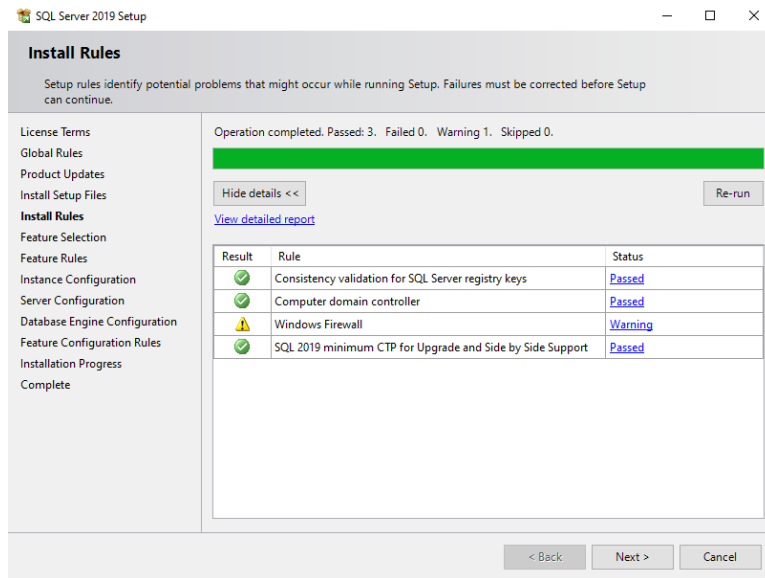 SQL Server 2019 Setup
Install Rules
Setup rules identify potential problems that might occur while running Setup. Failures must be corrected before Setup
can continue.
License Terms
Global Rules
Product Updates
Install Setup Files
Install Rules
Feature Selection
Feature Rules
Instance Configuration
Server Configuration
Database Engine Configuration
Feature Configuration Rules
Installation Progress
Complete
Operation completed. Passed: 3.   Failed 0.   Warning 1.   Skipped 0.
Hide details <<
Re-run
View detailed report
Result Rule Status
Consistency validation for SQL Server registry keys Passed
Computer domain controller Passed
Windows Firewall Warning
SQL 2019 minimum CTP for Upgrade and Side by Side Support Passed
< Back Next > Cancel